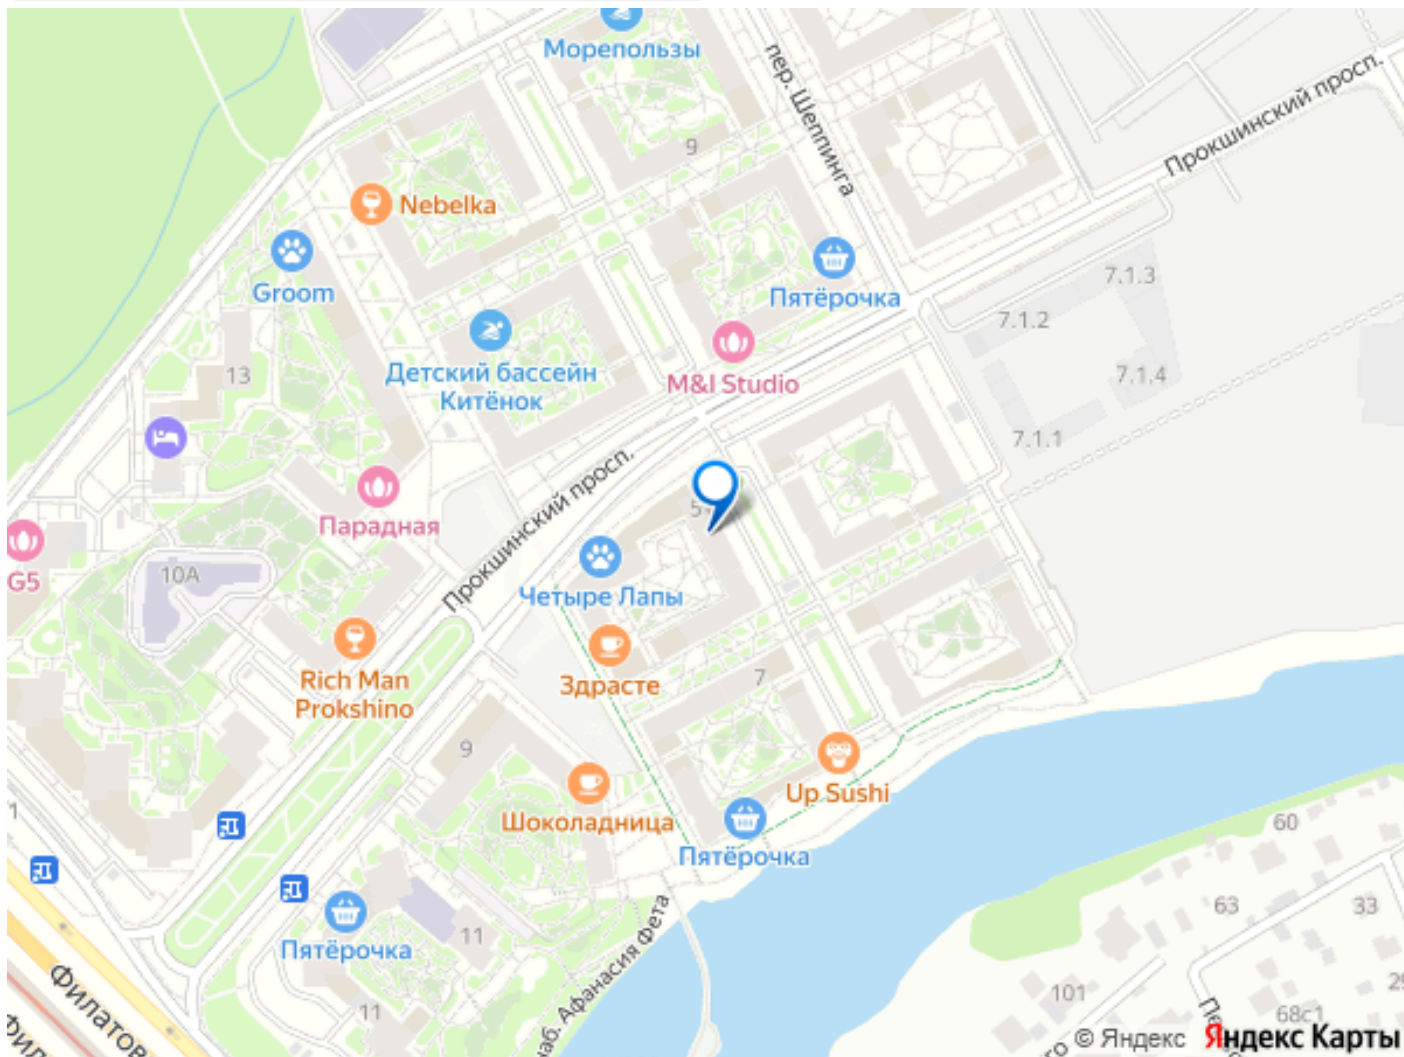 Морепользы
пер. Шеппинга
Прокшинский просп.
9
Nebelka
Groom
Пятёрочка
7.1.3
7.1.2
Детский бассейн
Китёнок
M&I Studio
7.1.4
13
7.1.1
Прокшинский просп.
Парадная
5
G5
10А
Четыре Лапы
Rich Man
Prokshino
Здрасте
7
9
Up Sushi
Шоколадница
1
Пятёрочка
60
63
33
Пятёрочка
11
наб. Афанасия Фета
11
101
68с1
29
© Яндекс
Яндекс Карты